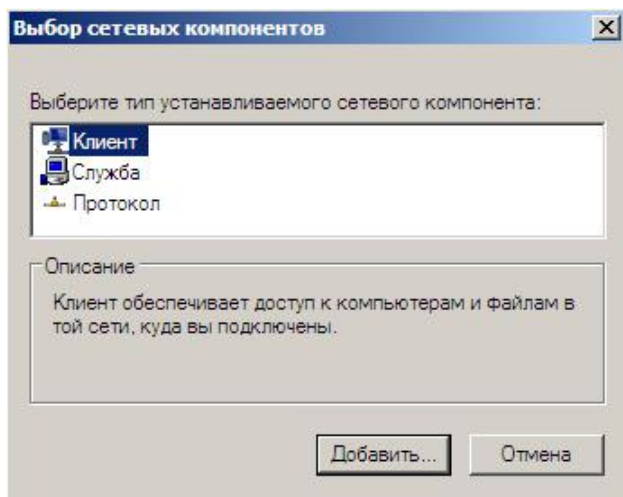 Выбор сетевых компонентов
Выберите тип устанавливаемого сетевого компонента:
Клиент
Служба
Протокол
Описание
Клиент обеспечивает доступ к компьютерам и файлам в
той сети, куда вы подключены.
Добавить...
Отмена